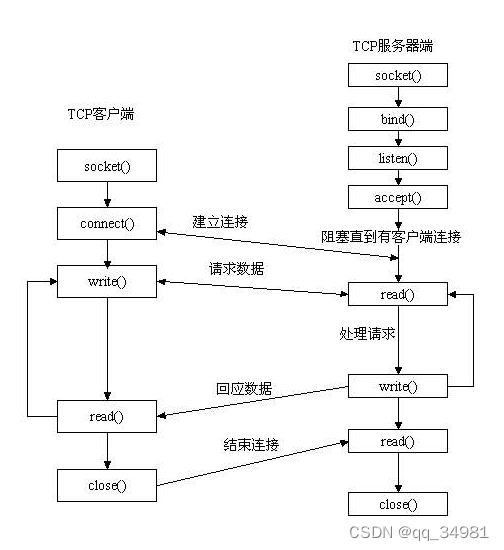 TCP服务器端
socket()
bind()
listen()
accept()
阻塞直到有客户端连接
read()
处理请求
write()
read()
close()
TCP客户端
socket()
connect()
write()
read()
close()
建立连接
请求数据
回应数据
结束连接
CSDN @qq_34981